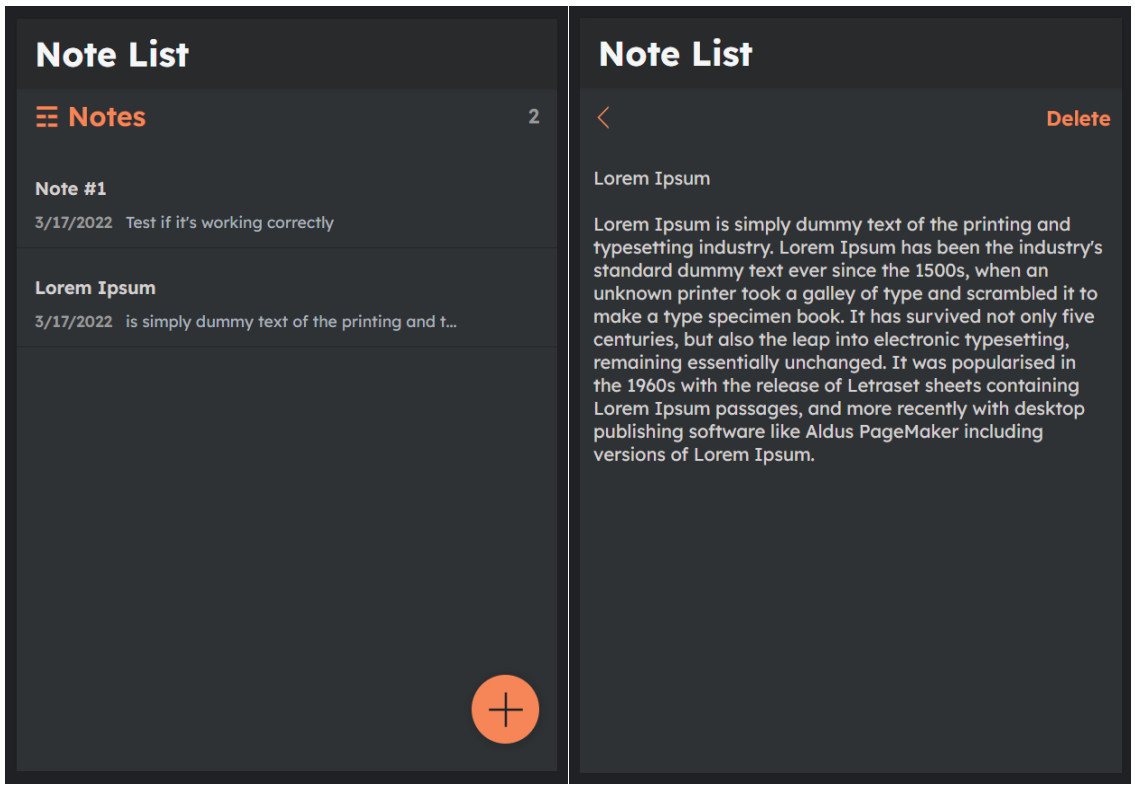 Note List
☶ Notes
2
Note #1
3/17/2022 Test if it's working correctly
Lorem Ipsum
3/17/2022 is simply dummy text of the printing and t...
+
Note List
<
Delete
Lorem Ipsum
Lorem Ipsum is simply dummy text of the printing and
typesetting industry. Lorem Ipsum has been the industry's
standard dummy text ever since the 1500s, when an
unknown printer took a galley of type and scrambled it to
make a type specimen book. It has survived not only five
centuries, but also the leap into electronic typesetting,
remaining essentially unchanged. It was popularised in
the 1960s with the release of Letraset sheets containing
Lorem Ipsum passages, and more recently with desktop
publishing software like Aldus PageMaker including
versions of Lorem Ipsum.